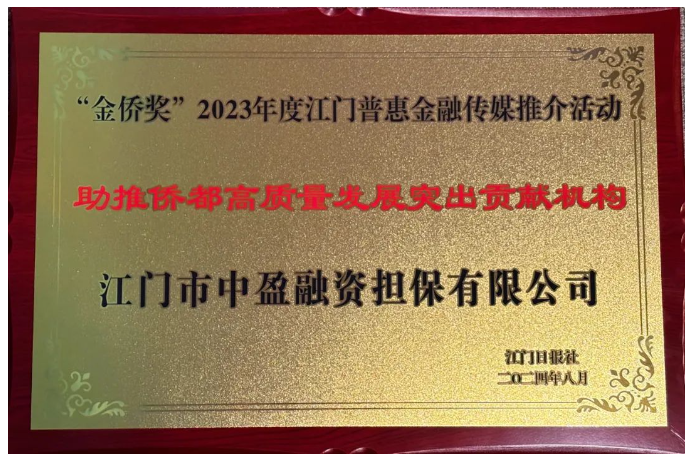 “金侨奖”2023年度江门普惠金融传媒推介活动
助推侨都高质量发展突出贡献机构
江门市中盈融资担保有限公司
江门日报社
二〇二四年八月